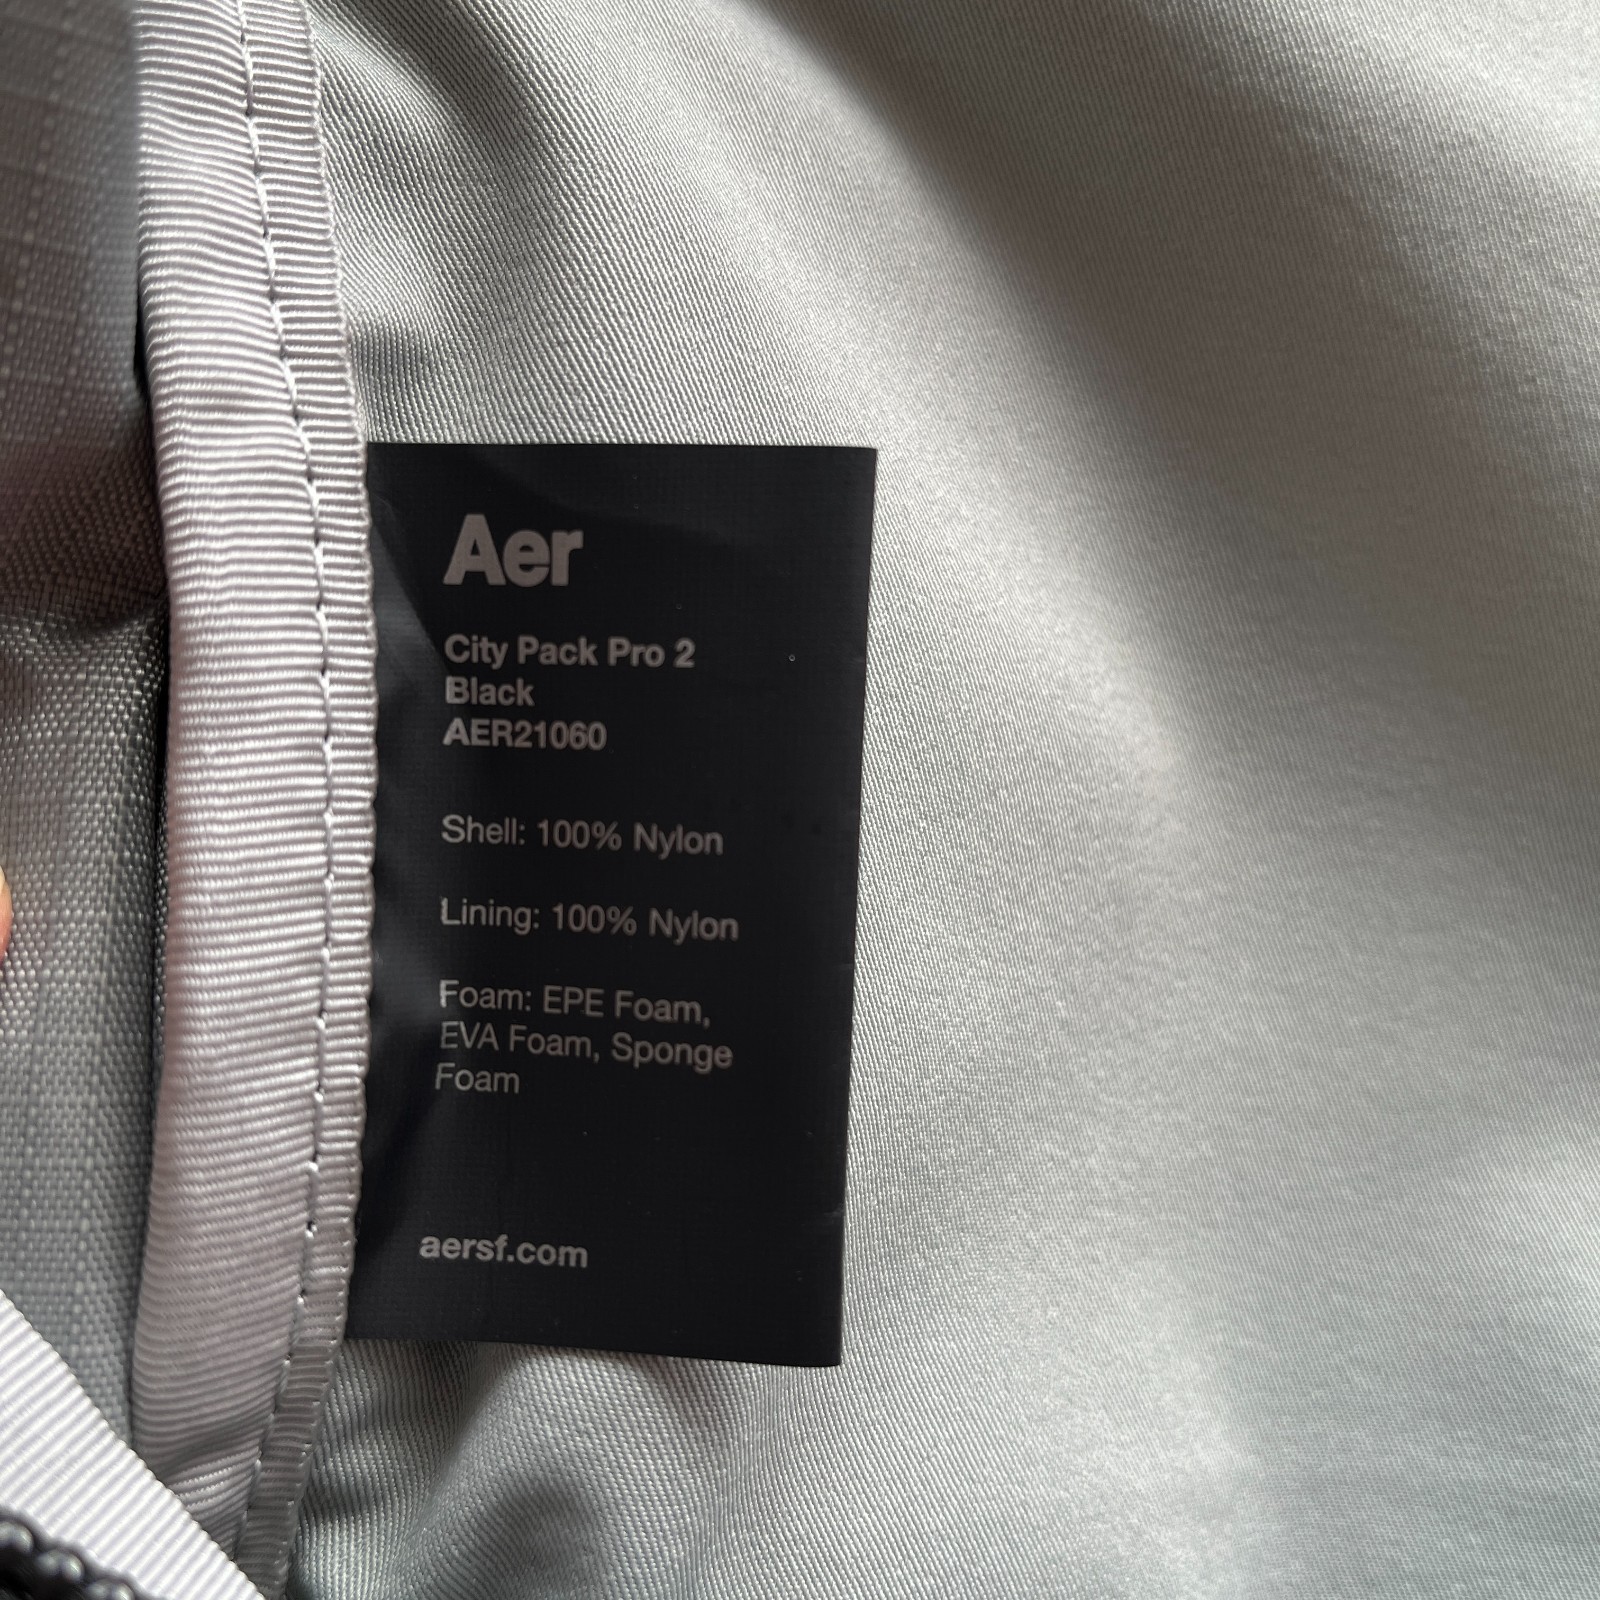 Aer
City Pack Pro 2
Black
AER21060
Shell: 100% Nylon
Lining: 100% Nylon
Foam: EPE Foam,
EVA Foam, Sponge
Foam
aersf.com